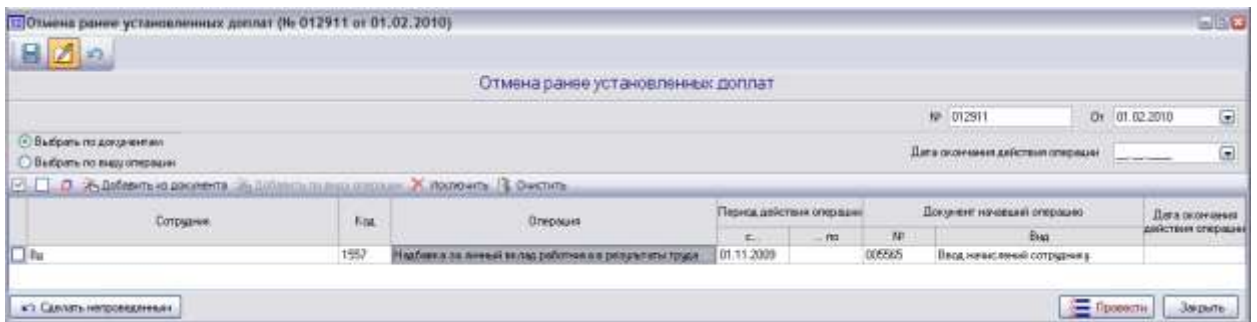 Отмена ранее установленных доплат (№ 012911 от 01.02.2010)
Отмена ранее установленных доплат
№ 012911 От 01.02.2010
Выбрать по документам
Выбрать по виду операции
Дата окончания действия операции
Добавить из документа Добавить по виду операции Исключить Очистить
Сотрудник Код Операция Период действия операции Документ начавший операцию Дата окончания действия операции
с... ... по № Вид
1557 Надбавка за личный вклад работника в результаты труда 01.11.2009 005565 Ввод начислений сотрудника
Сделать непроведенным Провести Закрыть